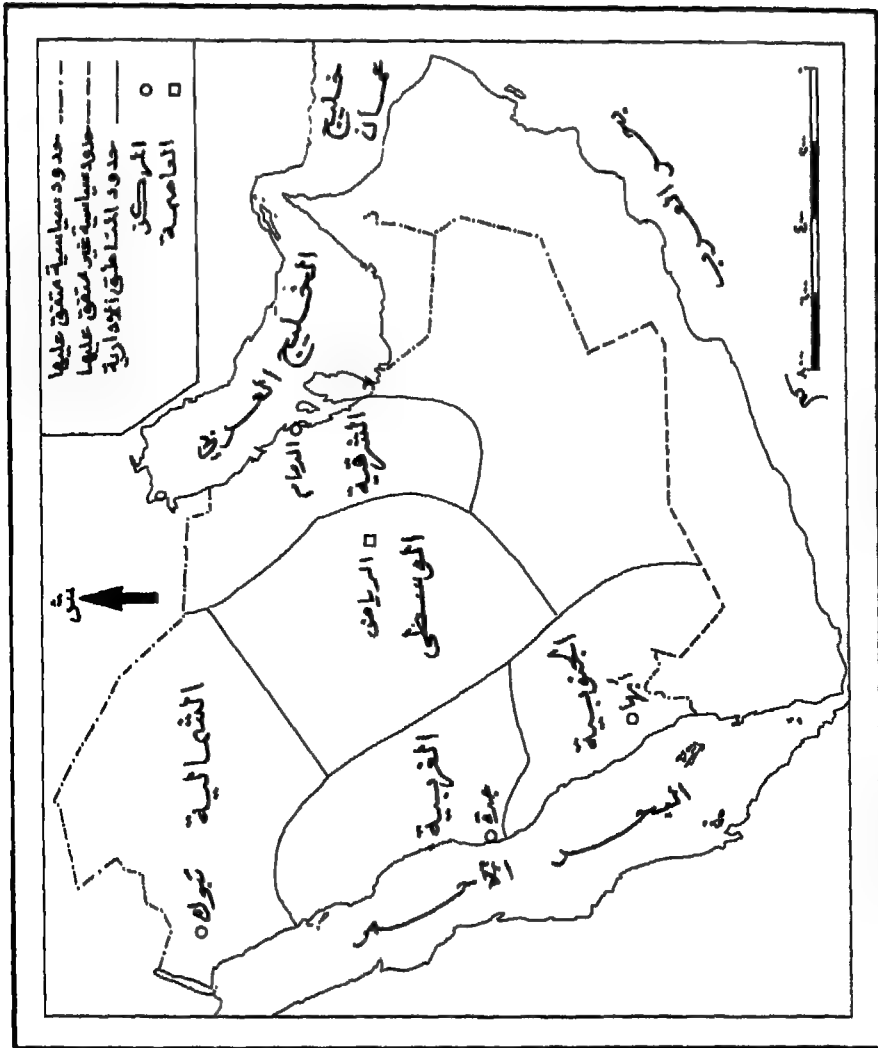 حدود سياسية متفق عليها
حدود سياسية غير متفق عليها
حدود المناطق الإدارية
المركز
العاصمة
ش
خليج
عمان
الخليج العربي
بحر العرب
البحر الأحمر
الشمالية
تبوك
الشرقية
الدمام
الوسطى
الرياض
الغربية
جدة
الجنوبية
أبها
كم